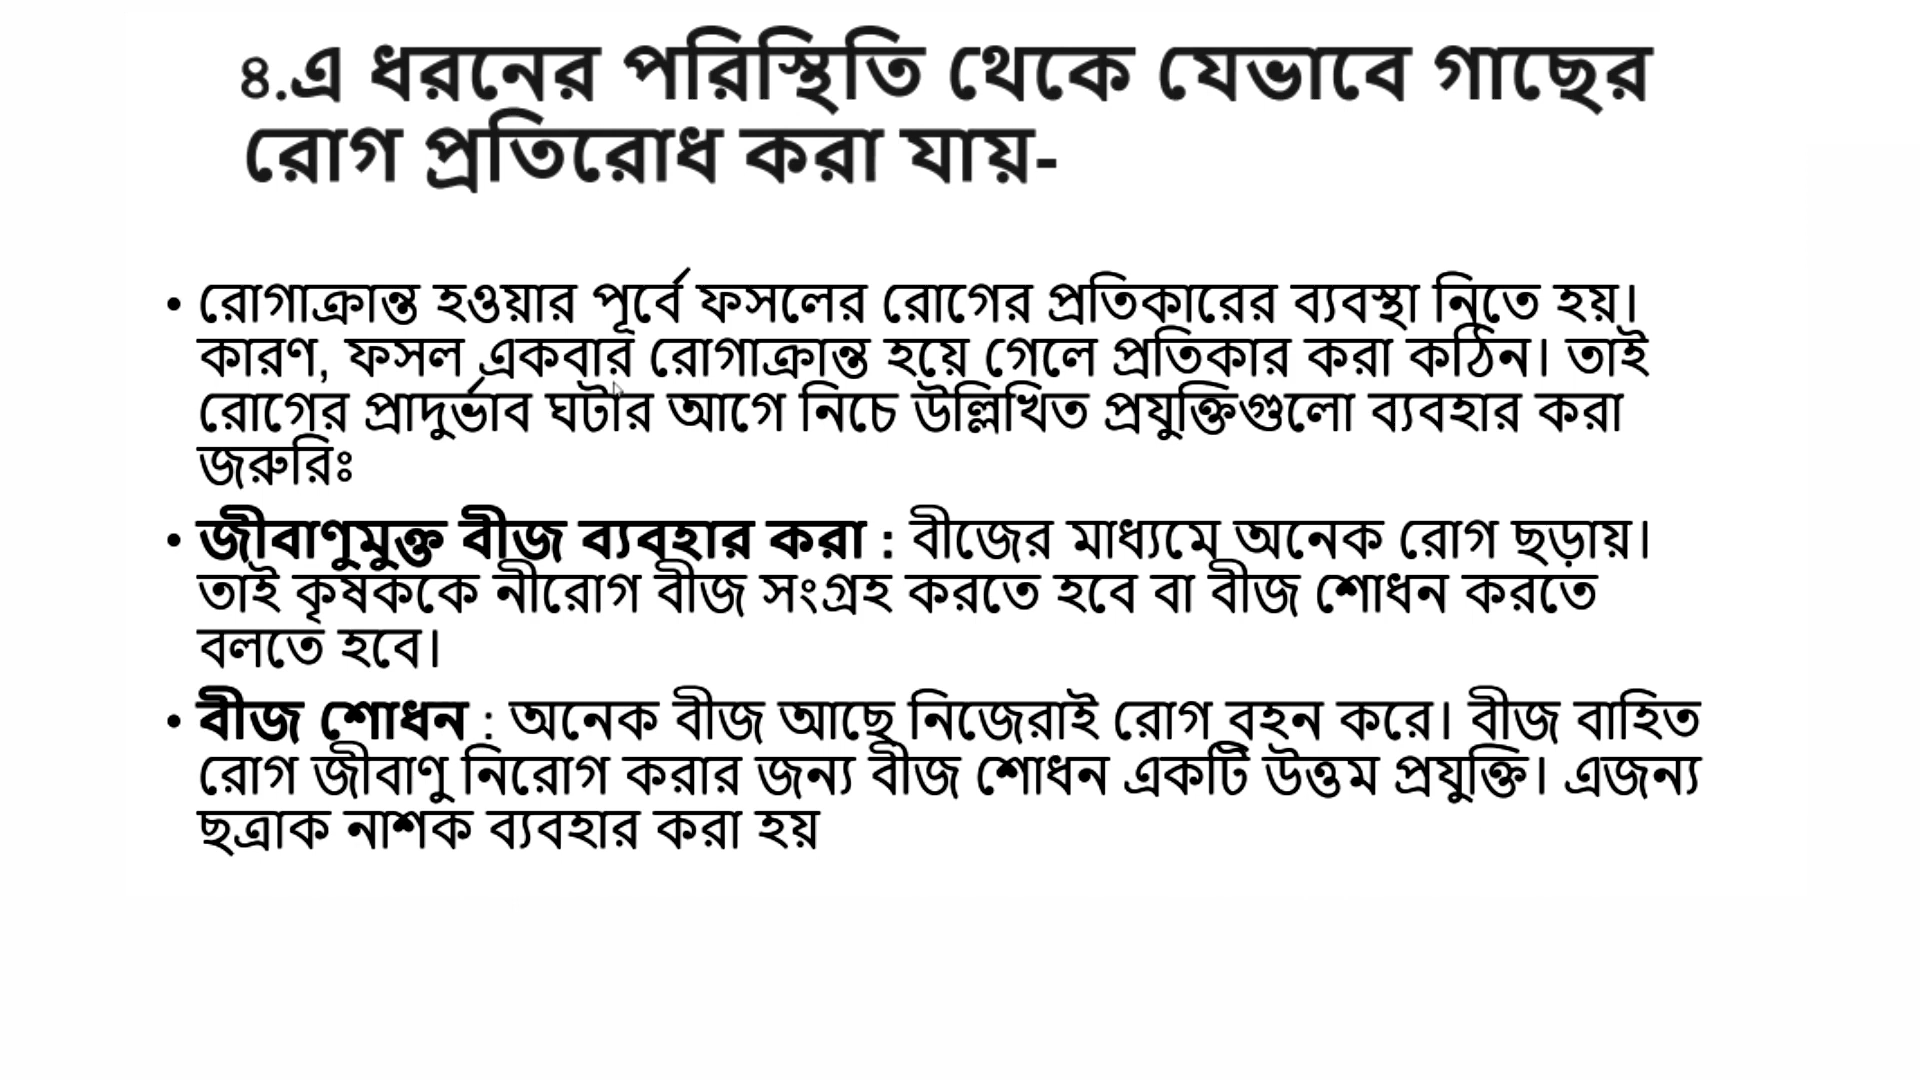 ৪.এ ধরনের পরিস্থিতি থেকে যেভাবে গাছের
রোগ প্রতিরোধ করা যায়-
• রোগাক্রান্ত হওয়ার পূর্বে ফসলের রোগের প্রতিকারের ব্যবস্থা নিতে হয়।
কারণ, ফসল একবার রোগাক্রান্ত হয়ে গেলে প্রতিকার করা কঠিন। তাই
রোগের প্রাদুর্ভাব ঘটার আগে নিচে উল্লিখিত প্রযুক্তিগুলো ব্যবহার করা
জরুরিঃ
• জীবাণুমুক্ত বীজ ব্যবহার করা : বীজের মাধ্যমে অনেক রোগ ছড়ায়।
তাই কৃষককে নীরোগ বীজ সংগ্রহ করতে হবে বা বীজ শোধন করতে
বলতে হবে।
• বীজ শোধন : অনেক বীজ আছে নিজেরাই রোগ বহন করে। বীজ বাহিত
রোগ জীবাণু নিরোগ করার জন্য বীজ শোধন একটি উত্তম প্রযুক্তি। এজন্য
ছত্রাক নাশক ব্যবহার করা হয়